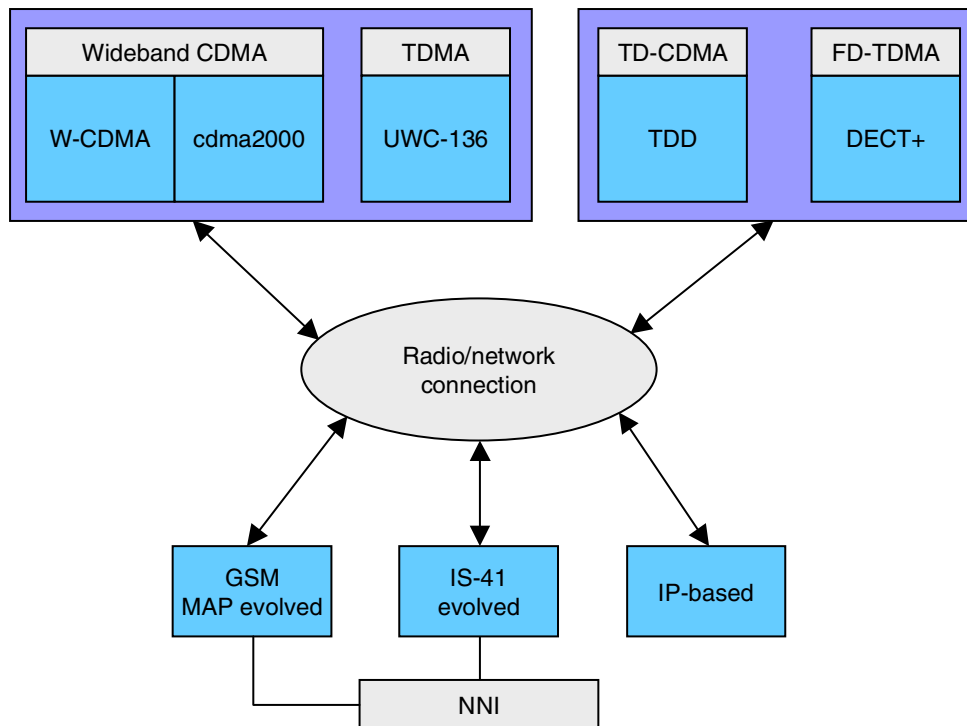 Wideband CDMA
TDMA
TD-CDMA
FD-TDMA
W-CDMA
cdma2000
UWC-136
TDD
DECT+
Radio/network
connection
GSM
MAP evolved
IS-41
evolved
IP-based
NNI